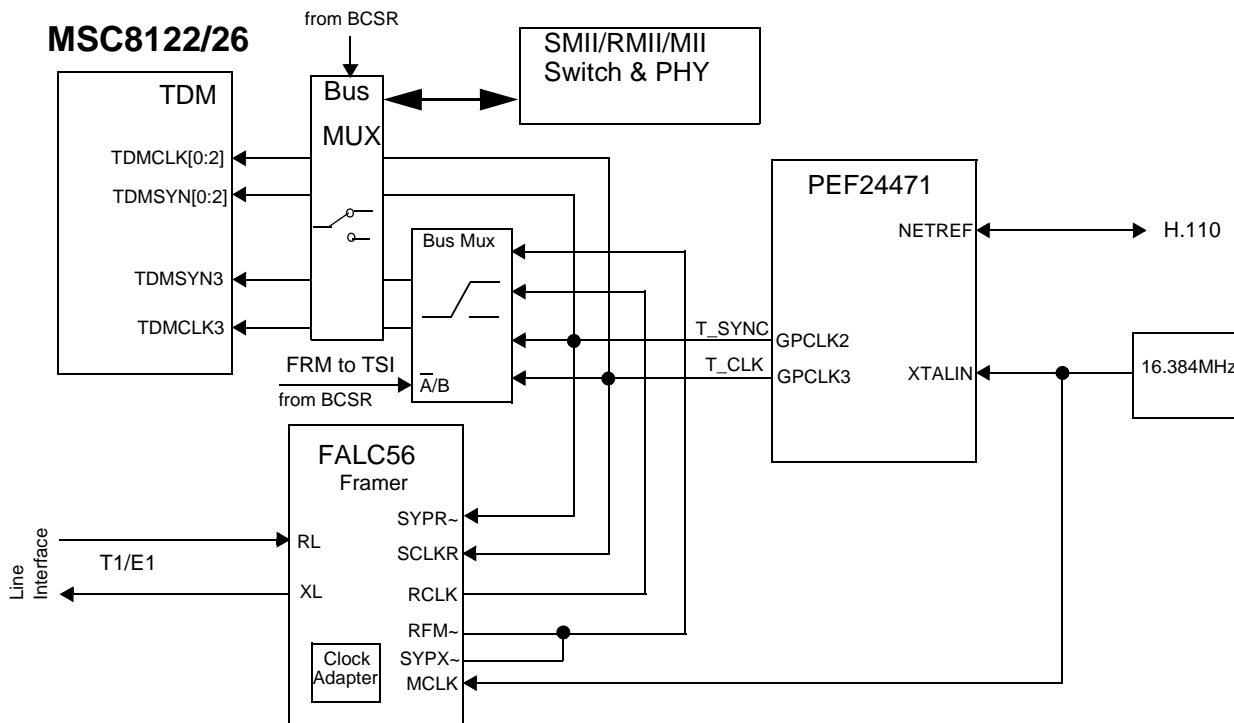 from BCSR
MSC8122/26
SMII/RMII/MII
Switch & PHY
TDM
Bus
MUX
TDMCLK[0:2]
TDMSYN[0:2]
TDMSYN3
TDMCLK3
Bus Mux
A/B
FRM to TSI
from BCSR
PEF24471
NETREF
H.110
T_SYNC
GPCLK2
T_CLK
GPCLK3
XTALIN
16.384MHz
FALC56
Framer
SYPR~
SCLKR
RCLK
RFM~
SYPX~
MCLK
RL
XL
T1/E1
Line
Interface
Clock
Adapter